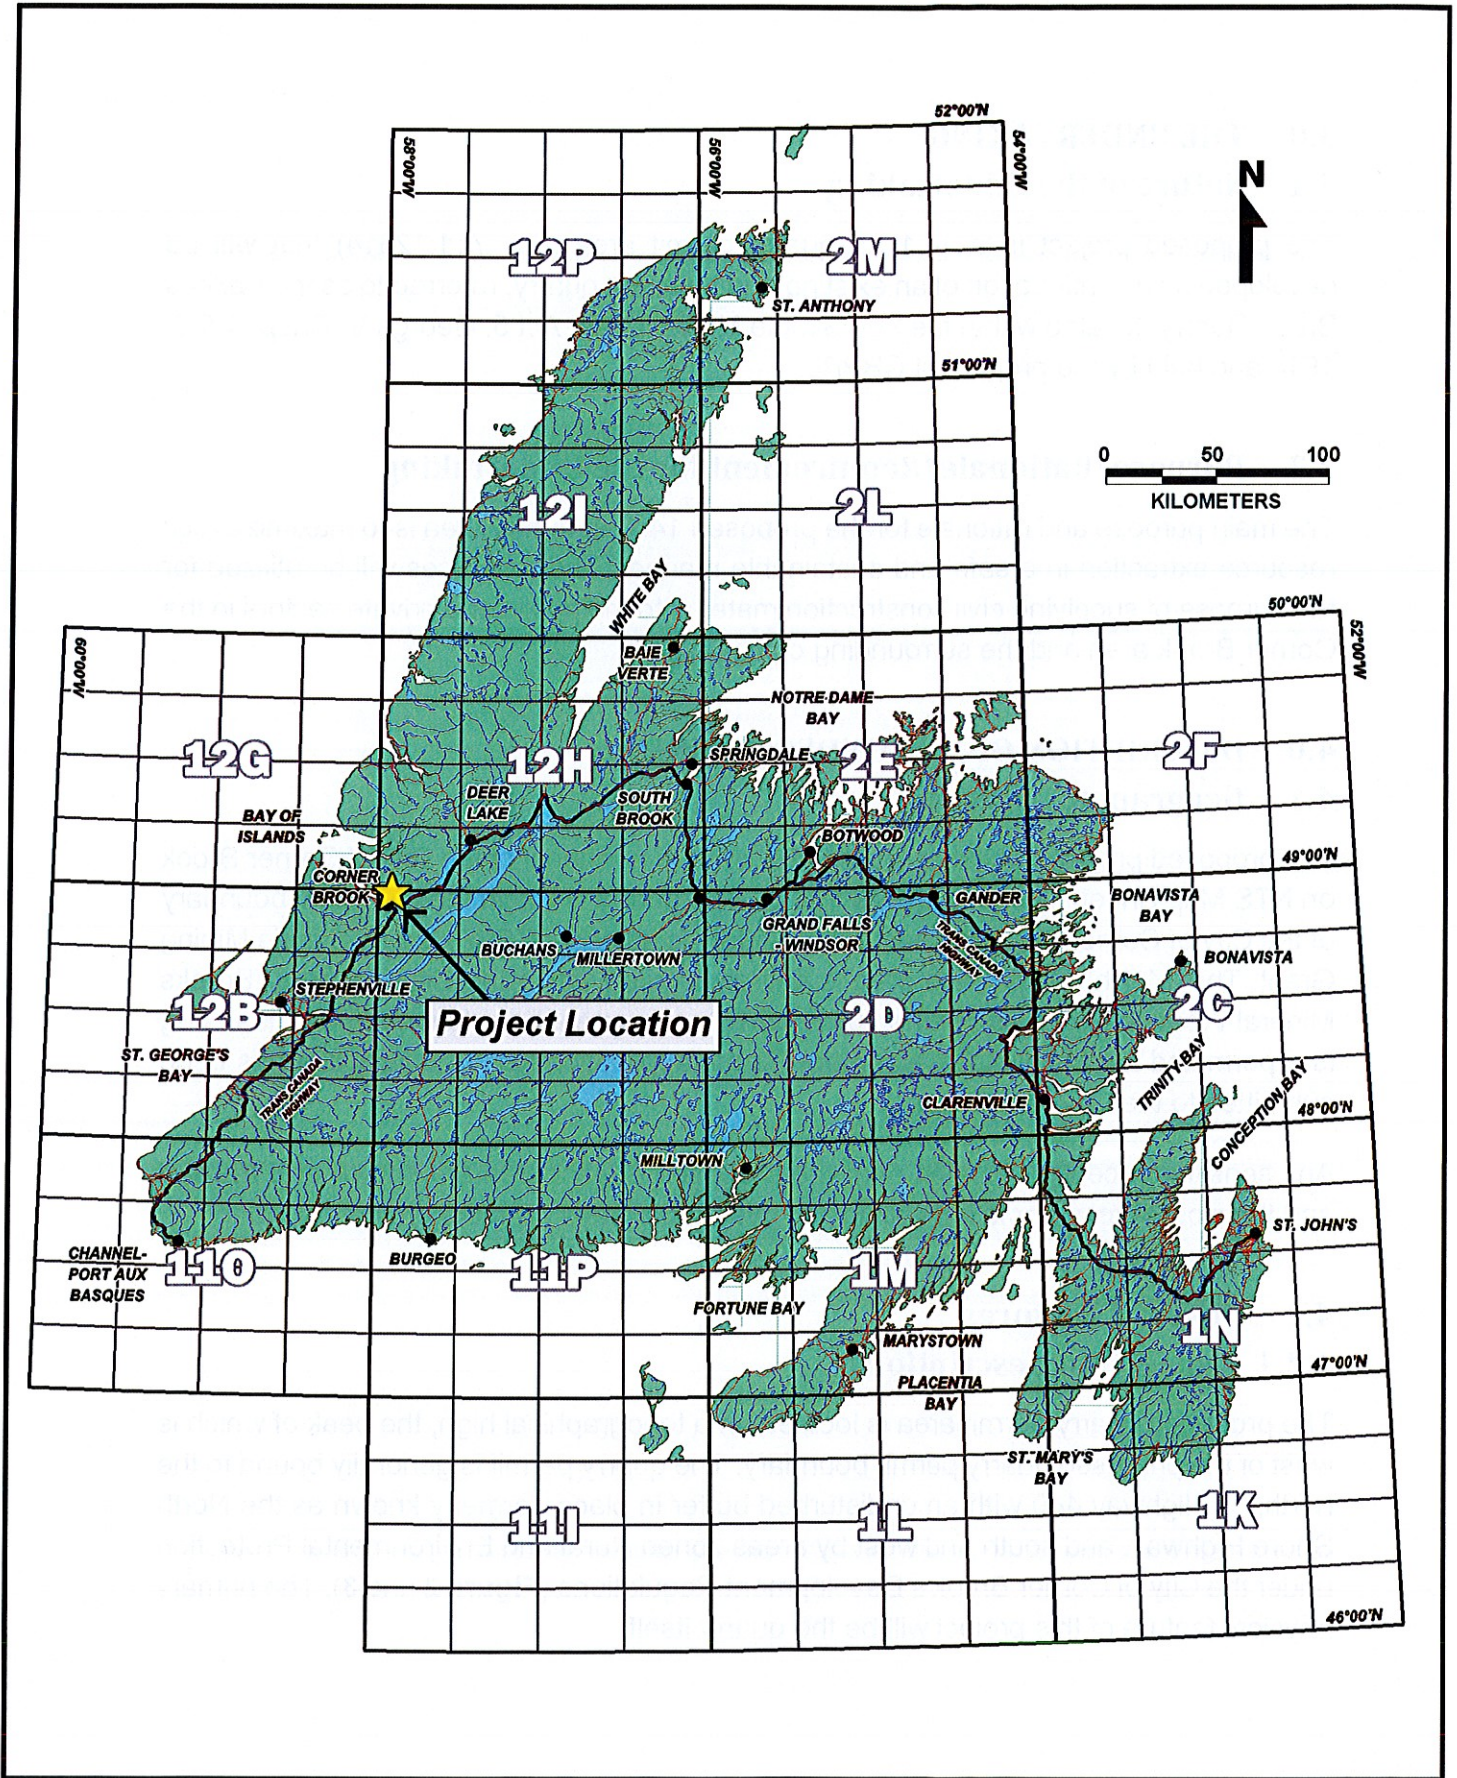 52°00'N
58°00'W
56°00'W
54°00'W
N
12P
2M
ST. ANTHONY
51°00'N
0 50 100
KILOMETERS
12I
2L
WHITE BAY
50°00'N
60°00'W
52°00'W
BAIE
VERTE
NOTRE DAME
BAY
12G
12H
SPRINGDALE
2E
2F
DEER
LAKE
SOUTH
BROOK
BAY OF
ISLANDS
BOTWOOD
49°00'N
CORNER
BROOK
GANDER
BONAVISTA
BAY
GRAND FALLS
- WINDSOR
BUCHANS
MILLERTOWN
TRANS CANADA
HIGHWAY
BONAVISTA
STEPHENVILLE
12B
Project Location
2D
2C
ST. GEORGE'S
BAY
TRANS CANADA
HIGHWAY
TRINITY BAY
CONCEPTION BAY
CLARENVILLE
48°00'N
MILLTOWN
ST. JOHN'S
CHANNEL-
PORT AUX
BASQUES
11O
BURGEO
11P
1M
FORTUNE BAY
1N
MARYSTOWN
47°00'N
PLACENTIA
BAY
ST. MARY'S
BAY
11I
1L
1K
46°00'N